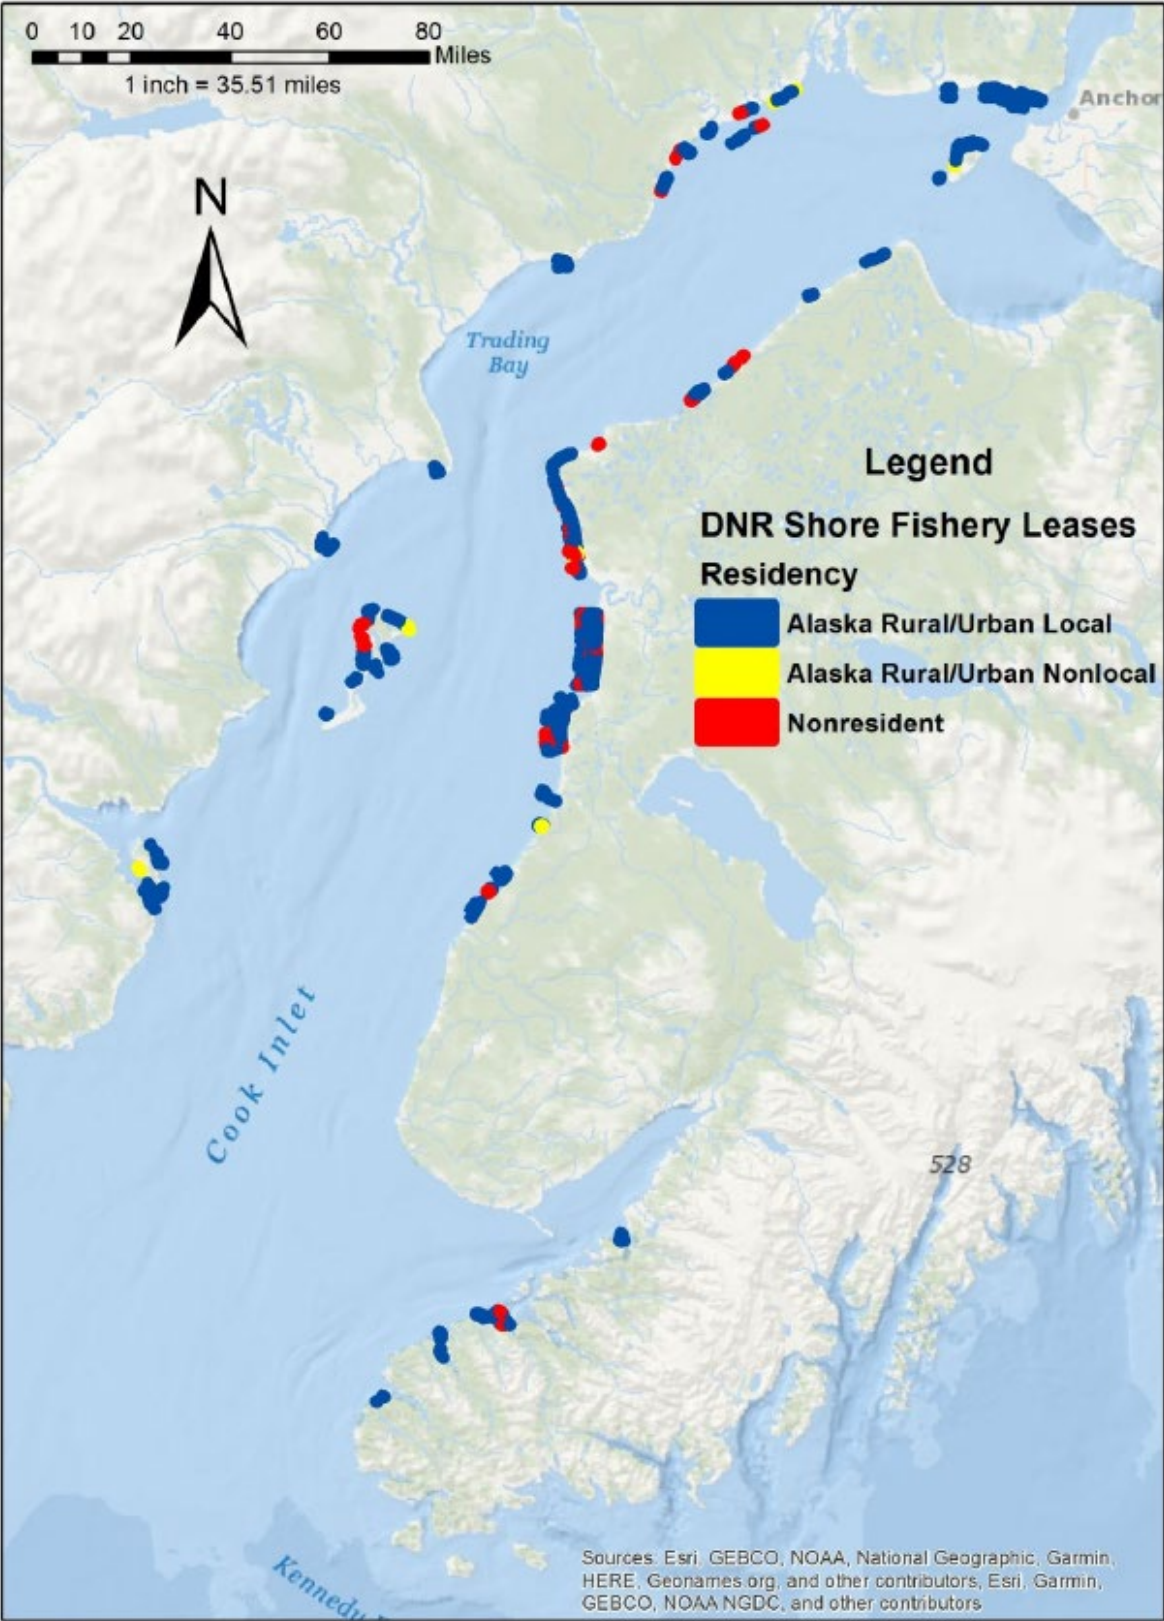 0 10 20 40 60 80
Miles
1 inch = 35.51 miles
Anchor
N
Trading
Bay
Legend
DNR Shore Fishery Leases
Residency
Alaska Rural/Urban Local
Alaska Rural/Urban Nonlocal
Nonresident
Cook Inlet
528
Kennedy
Sources: Esri, GEBCO, NOAA, National Geographic, Garmin,
HERE, Geonames.org, and other contributors, Esri, Garmin,
GEBCO, NOAA NGDC, and other contributors